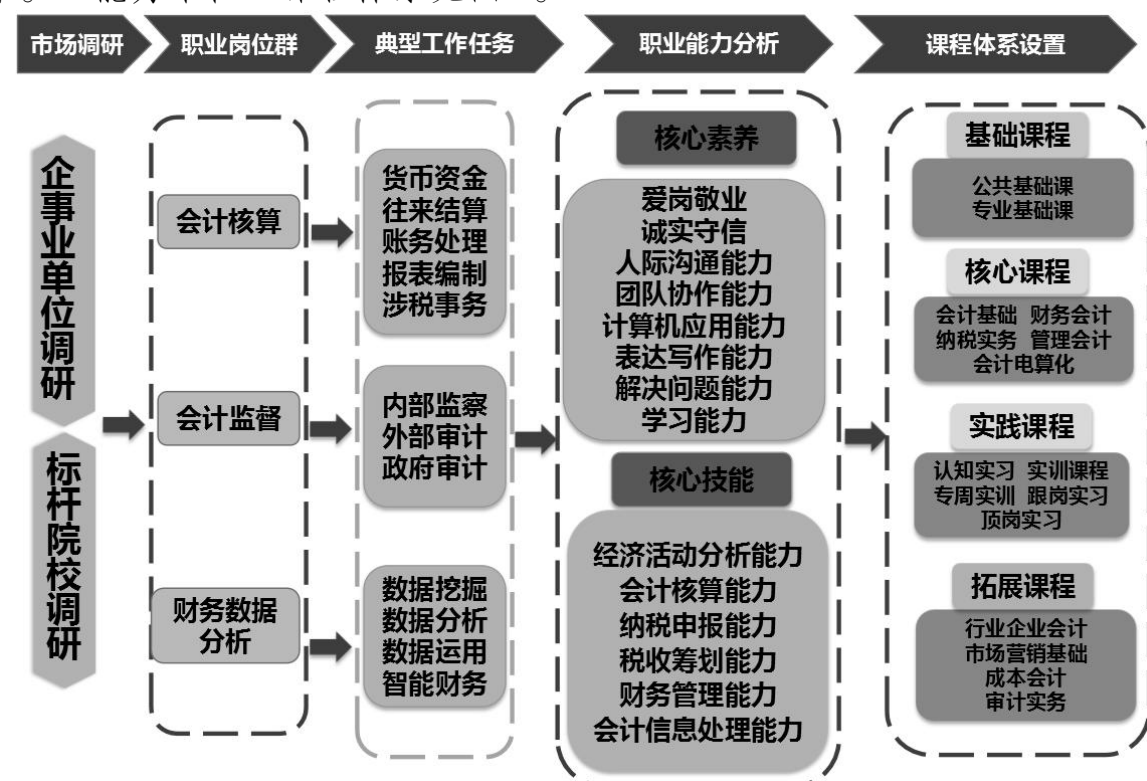 市场调研
职业岗位群
典型工作任务
职业能力分析
课程体系设置
企事业单位调研
标杆院校调研
会计核算
会计监督
财务数据
分析
货币资金
往来结算
账务处理
报表编制
涉税事务
内部监察
外部审计
政府审计
数据挖掘
数据分析
数据运用
智能财务
核心素养
爱岗敬业
诚实守信
人际沟通能力
团队协作能力
计算机应用能力
表达写作能力
解决问题能力
学习能力
核心技能
经济活动分析能力
会计核算能力
纳税申报能力
税收筹划能力
财务管理能力
会计信息处理能力
基础课程
公共基础课
专业基础课
核心课程
会计基础 财务会计
纳税实务 管理会计
会计电算化
实践课程
认知实习 实训课程
专周实训 跟岗实习
顶岗实习
拓展课程
行业企业会计
市场营销基础
成本会计
审计实务